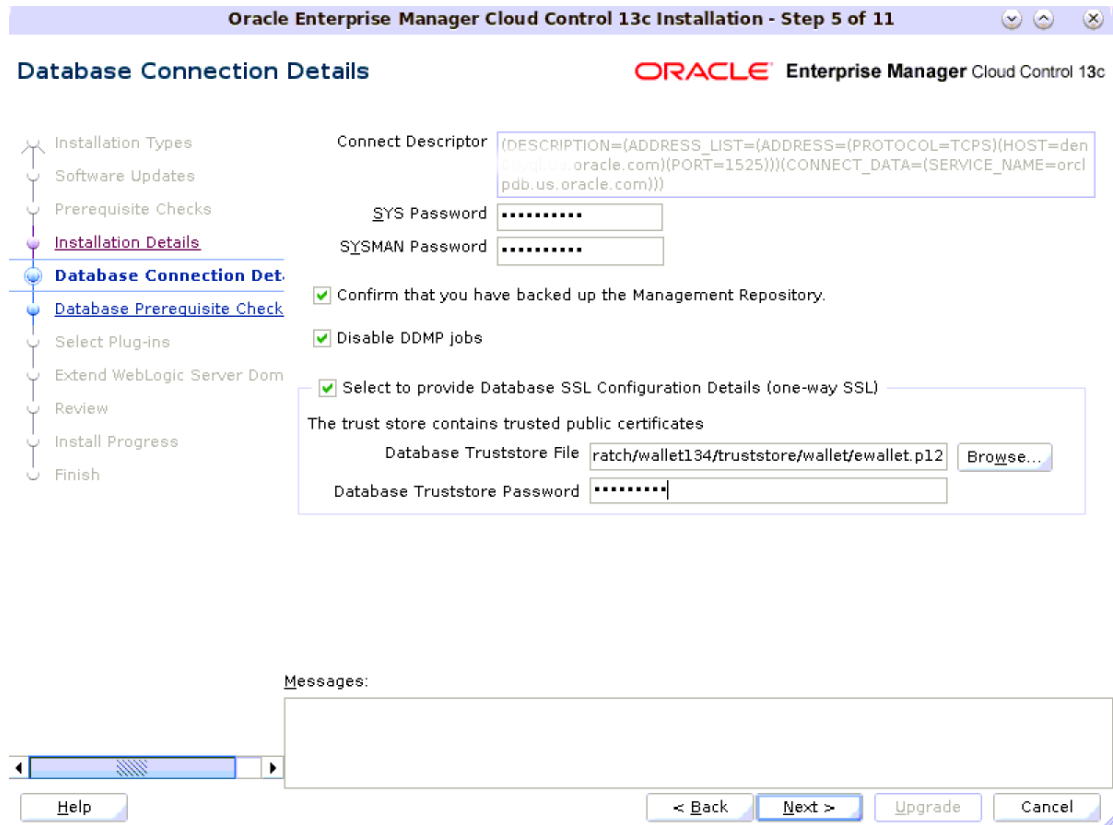 Oracle Enterprise Manager Cloud Control 13c Installation - Step 5 of 11
Database Connection Details
ORACLE Enterprise Manager Cloud Control 13c
Installation Types
Software Updates
Prerequisite Checks
Installation Details
Database Connection Det
Database Prerequisite Check
Select Plug-ins
Extend WebLogic Server Dom
Review
Install Progress
Finish
Connect Descriptor
(DESCRIPTION=(ADDRESS_LIST=(ADDRESS=(PROTOCOL=TCPS)(HOST=den
oracle.com)(PORT=1525)))(CONNECT_DATA=(SERVICE_NAME=orcl
pdb.us.oracle.com)))
SYS Password ••••••••••
SYSMAN Password ••••••••••
Confirm that you have backed up the Management Repository.
Disable DDMP jobs
Select to provide Database SSL Configuration Details (one-way SSL)
The trust store contains trusted public certificates
Database Truststore File ratch/wallet134/truststore/wallet/ewallet.p12 Browse...
Database Truststore Password •••••••••
Messages:
Help < Back Next > Upgrade Cancel